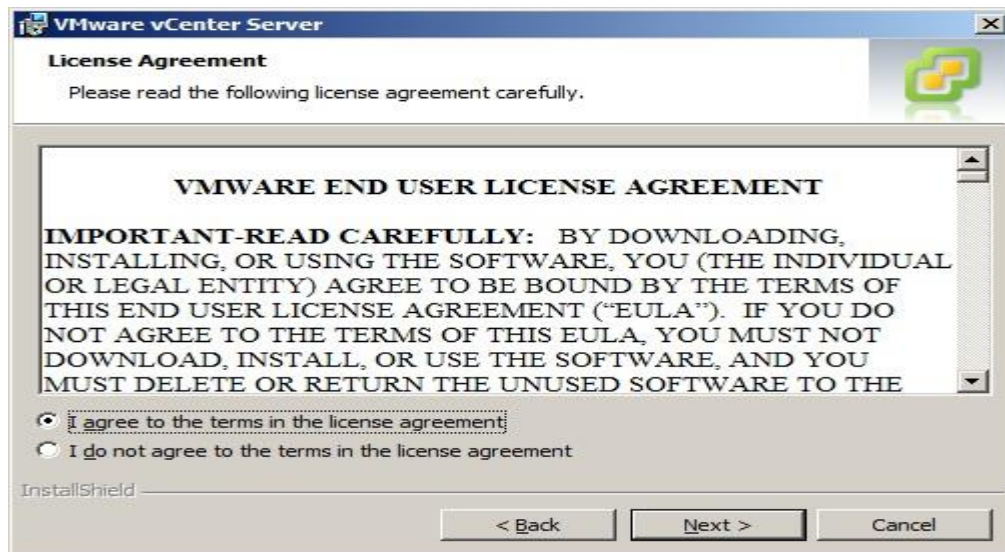 VMware vCenter Server
License Agreement
Please read the following license agreement carefully.
VMWARE END USER LICENSE AGREEMENT
IMPORTANT-READ CAREFULLY: BY DOWNLOADING,
INSTALLING, OR USING THE SOFTWARE, YOU (THE INDIVIDUAL
OR LEGAL ENTITY) AGREE TO BE BOUND BY THE TERMS OF
THIS END USER LICENSE AGREEMENT (“EULA”). IF YOU DO
NOT AGREE TO THE TERMS OF THIS EULA, YOU MUST NOT
DOWNLOAD, INSTALL, OR USE THE SOFTWARE, AND YOU
MUST DELETE OR RETURN THE UNUSED SOFTWARE TO THE
I agree to the terms in the license agreement
I do not agree to the terms in the license agreement
InstallShield
< Back Next > Cancel